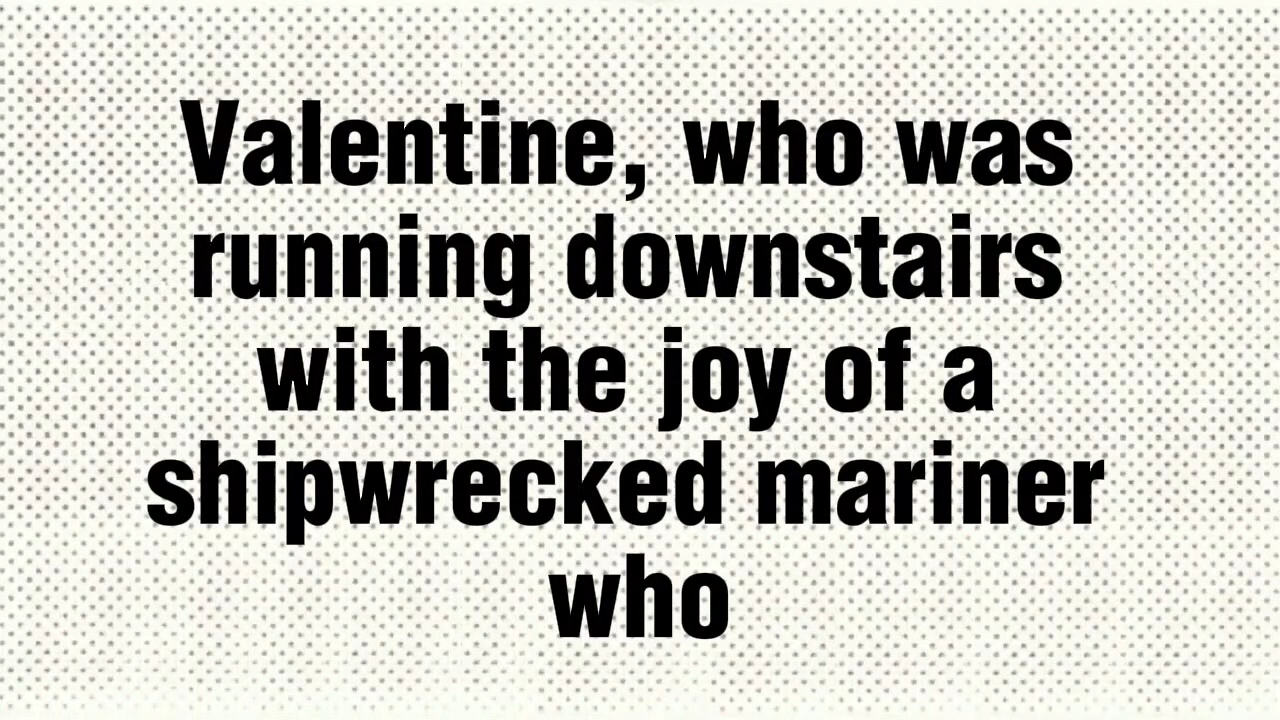 Valentine, who was
running downstairs
with the joy of a
shipwrecked mariner
who